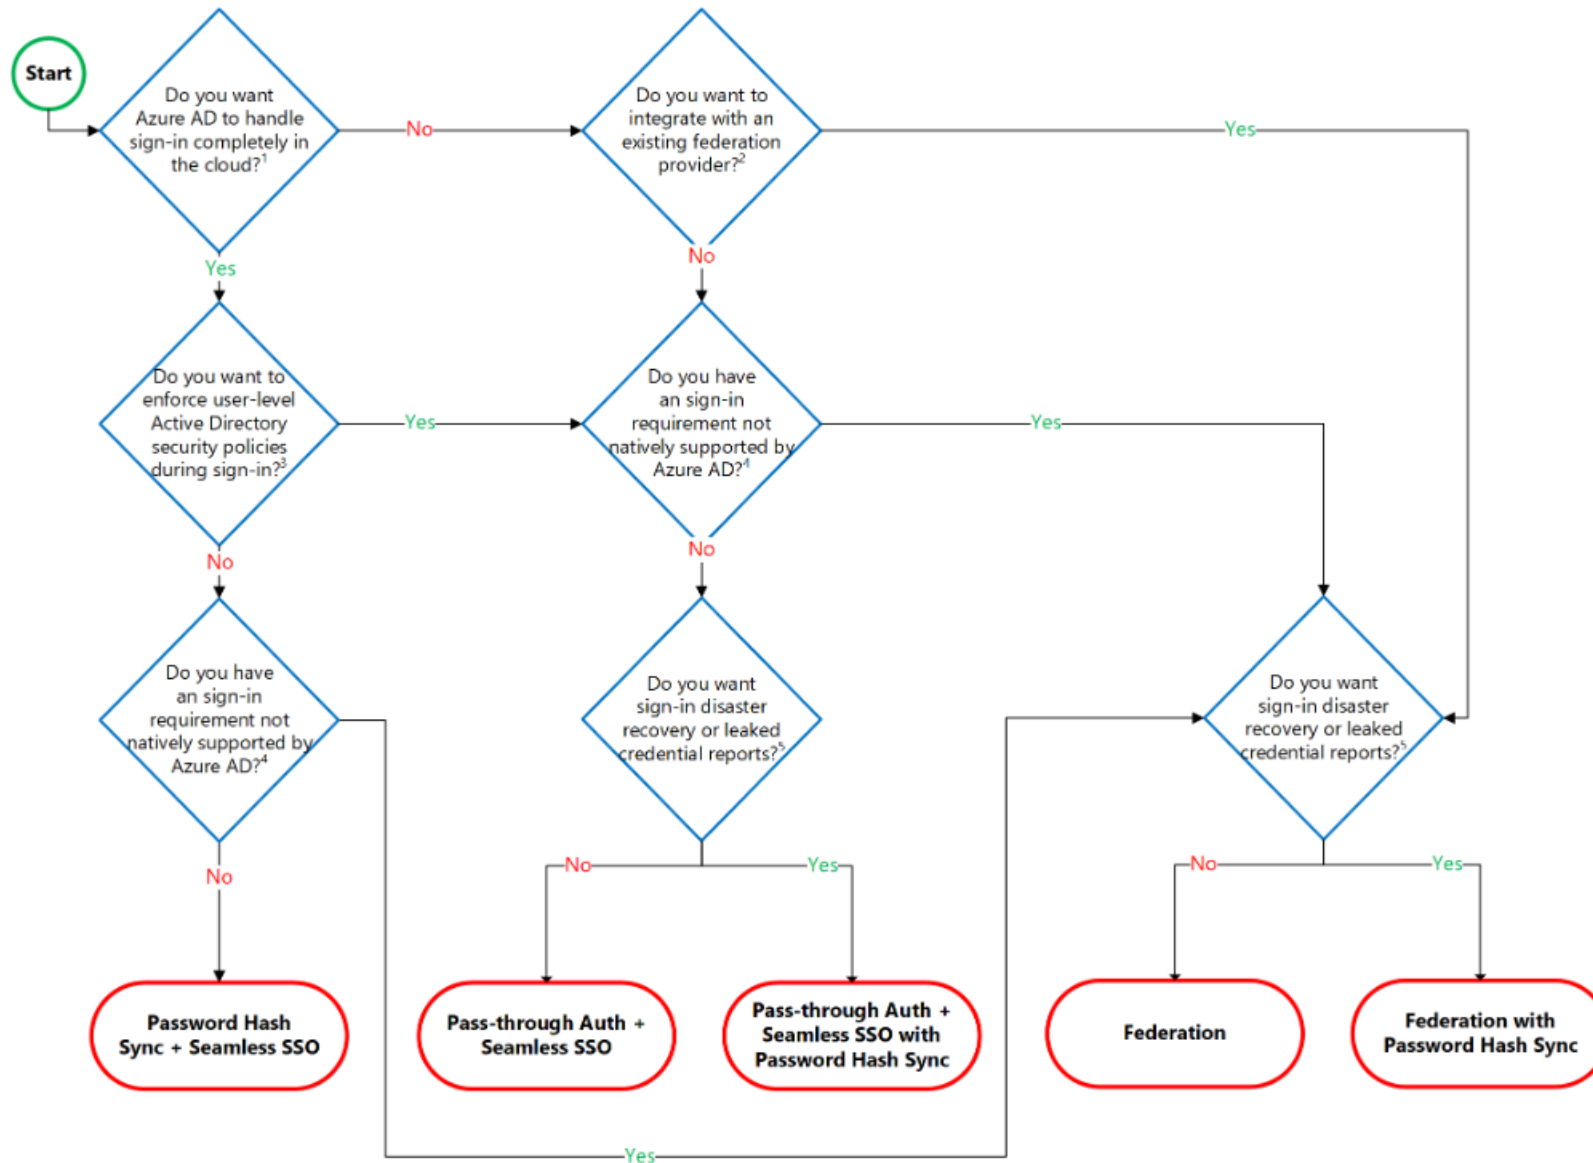 Start
Do you want
Azure AD to handle
sign-in completely in
the cloud?¹
No
Do you want to
integrate with an
existing federation
provider?²
Yes
Yes
No
Do you want to
enforce user-level
Active Directory
security policies
during sign-in?³
Yes
Do you have
an sign-in
requirement not
natively supported by
Azure AD?⁴
Yes
No
No
Do you have
an sign-in
requirement not
natively supported by
Azure AD?⁴
Do you want
sign-in disaster
recovery or leaked
credential reports?⁵
Do you want
sign-in disaster
recovery or leaked
credential reports?⁵
No
No
Yes
No
Yes
Password Hash
Sync + Seamless SSO
Pass-through Auth +
Seamless SSO
Pass-through Auth +
Seamless SSO with
Password Hash Sync
Federation
Federation with
Password Hash Sync
Yes